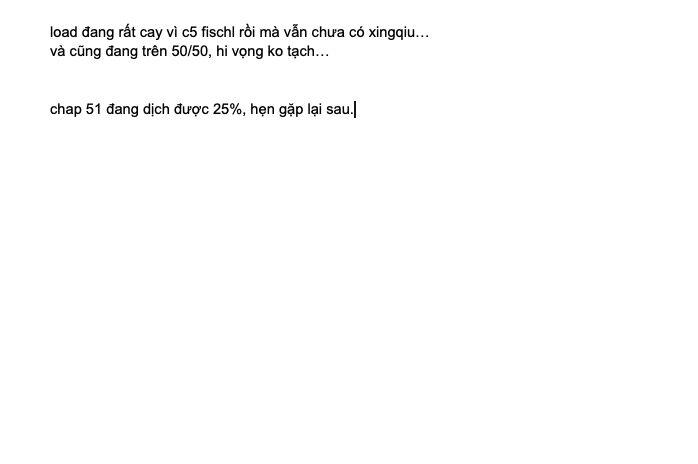 load đang rất cay vì c5 fischl rồi mà vẫn chưa có xingqiu…
và cũng đang trên 50/50, hi vọng ko tạch…
chap 51 đang dịch được 25%, hẹn gặp lại sau.